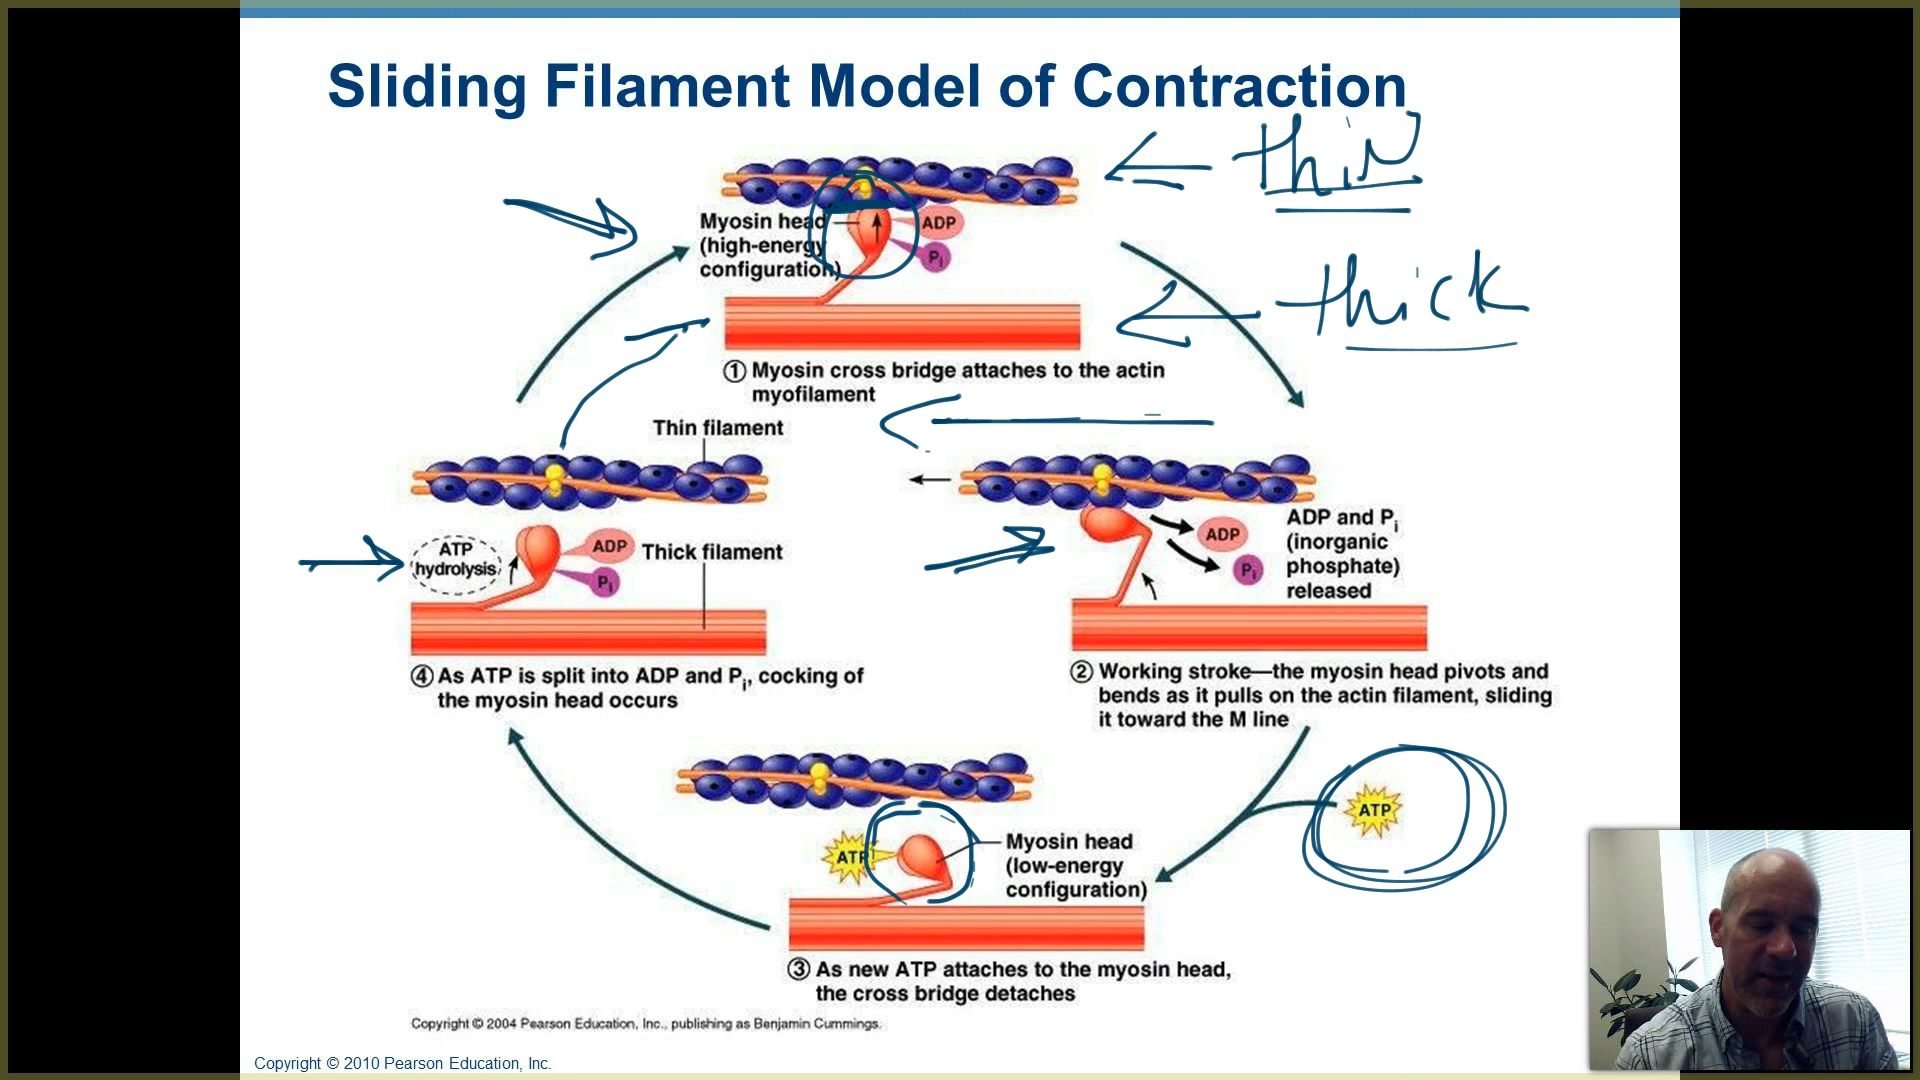 Sliding Filament Model of Contraction
thin
Myosin head
(high-energy
configuration)
ADP
Pi
thick
① Myosin cross bridge attaches to the actin
myofilament
Thin filament
ATP
hydrolysis
ADP
Pi
Thick filament
④ As ATP is split into ADP and Pi, cocking of
the myosin head occurs
ADP
Pi
ADP and Pi
(inorganic
phosphate)
released
② Working stroke—the myosin head pivots and
bends as it pulls on the actin filament, sliding
it toward the M line
ATP
ATP
Myosin head
(low-energy
configuration)
③ As new ATP attaches to the myosin head,
the cross bridge detaches
Copyright © 2004 Pearson Education, Inc., publishing as Benjamin Cummings.
Copyright © 2010 Pearson Education, Inc.